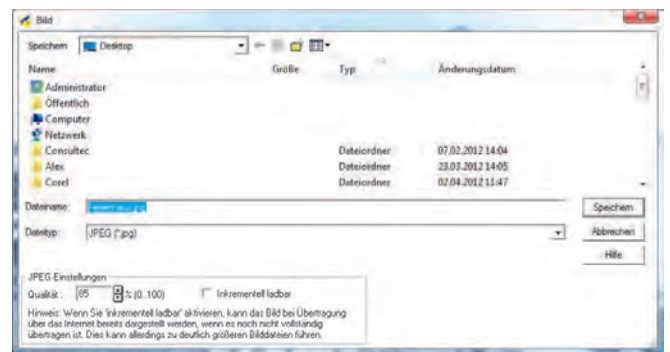 Bild
Speichern Desktop
Name Größe Typ Änderungsdatum
Administrator
Öffentlich
Computer
Netzwerk
Consultec Dateiordner 07.02.2012 14:04
Alex Dateiordner 23.03.2012 14:05
Corel Dateiordner 02.04.2012 11:47
Dateiname: Speichern
Dateityp: JPEG (*.jpg) Abbrechen
Hilfe
JPEG-Einstellungen
Qualität : 85 % (0..100) Inkrementell ladbar
Hinweis: Wenn Sie 'inkrementell ladbar' aktivieren, kann das Bild bei Übertragung
über das Internet bereits dargestellt werden, wenn es noch nicht vollständig
übertragen ist. Dies kann allerdings zu deutlich größeren Bilddateien führen.